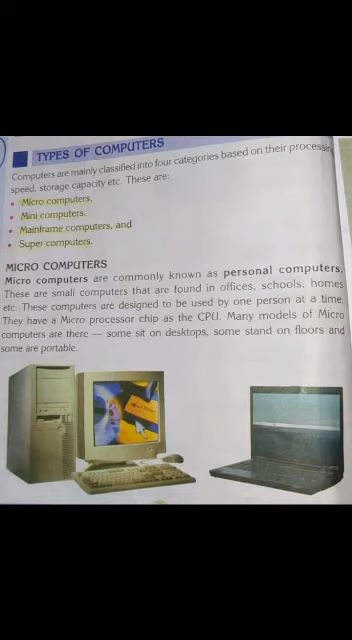 TYPES OF COMPUTERS
Computers are mainly classified into four categories based on their processing
speed, storage capacity etc. These are:
• Micro computers,
• Mini computers,
• Mainframe computers, and
• Super computers.
MICRO COMPUTERS
Micro computers are commonly known as personal computers.
These are small computers that are found in offices, schools, homes
etc. These computers are designed to be used by one person at a time.
They have a Micro processor chip as the CPU. Many models of Micro
computers are there — some sit on desktops, some stand on floors and
some are portable.